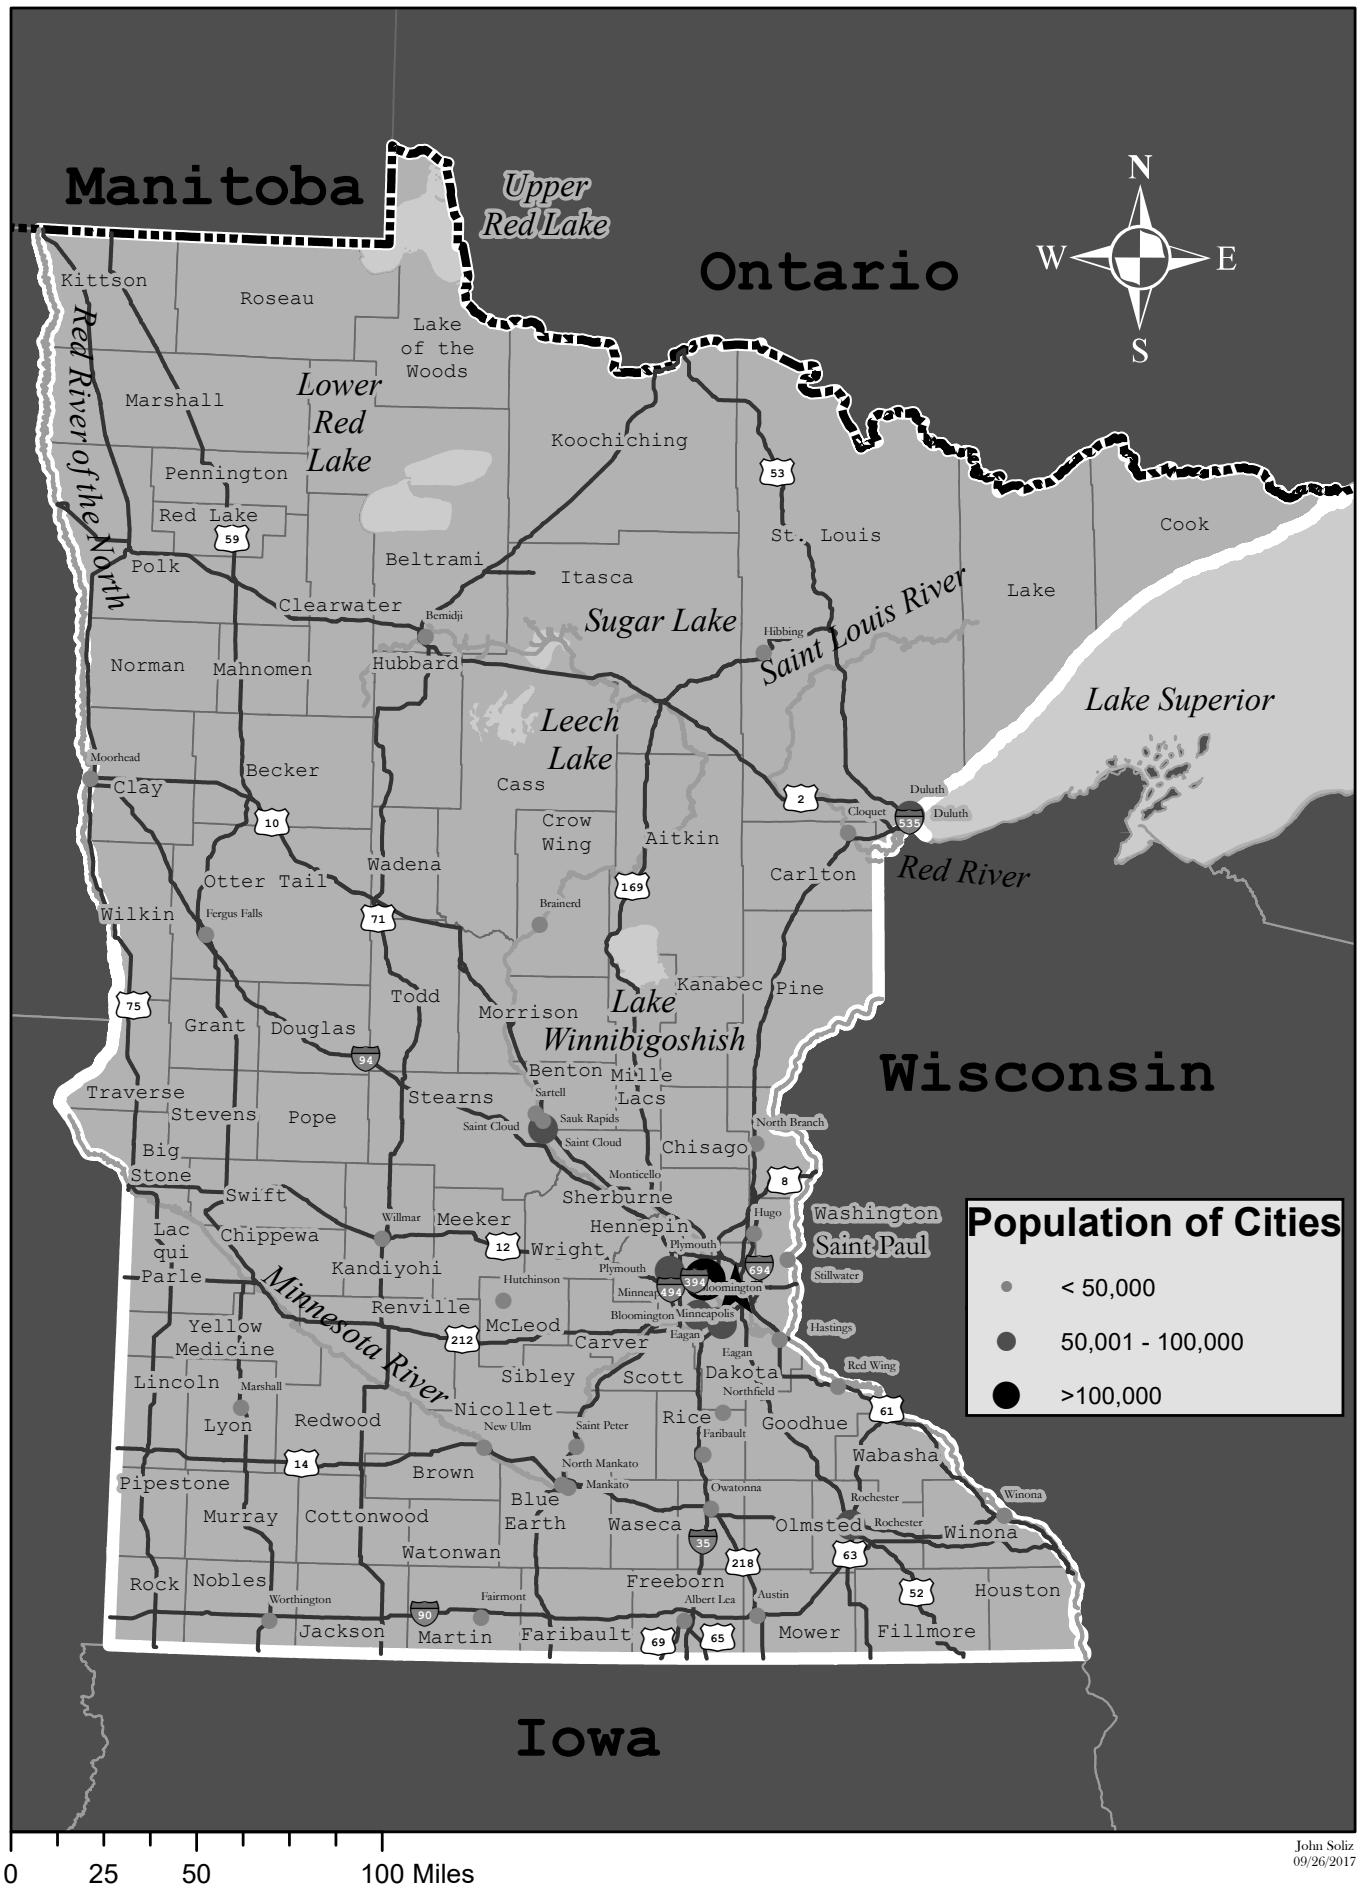 Manitoba
Upper
Red Lake
N
W
E
S
Ontario
Kittson
Roseau
Lake
of the
Woods
Red River of the North
Marshall
Lower
Red
Lake
Koochiching
Pennington
53
Red Lake
59
St. Louis
Cook
Polk
Beltrami
Itasca
Lake
Clearwater
Bemidji
Sugar Lake
Hibbing
Saint Louis River
Norman
Mahnomen
Hubbard
Lake Superior
Leech
Lake
Moorhead
Clay
Becker
Cass
2
Duluth
Cloquet
535
Duluth
10
Crow
Wing
Aitkin
Wadena
Carlton
Red River
Otter Tail
169
Wilkin
Fergus Falls
71
Brainerd
75
Todd
Kanabec
Pine
Grant
Douglas
Morrison
Lake
Winnibigoshish
94
Wisconsin
Traverse
Stevens
Pope
Stearns
Benton
Mille
Lacs
Sartell
Sauk Rapids
Saint Cloud
Saint Cloud
North Branch
Chisago
Big
Stone
Monticello
8
Swift
Sherburne
Lac
qui
Parle
Chippewa
Willmar
Meeker
12
Hennepin
Wright
Hugo
Washington
Saint Paul
Plymouth
Plymouth
Kandiyohi
Hutchinson
394
494
694
Stillwater
Bloomington
Minnesota River
Renville
McLeod
Bloomington
Minneapolis
Hastings
Yellow
Medicine
212
Carver
Eagan
Eagan
Lincoln
Marshall
Sibley
Scott
Dakota
Red Wing
Northfield
Lyon
Redwood
Nicollet
New Ulm
Saint Peter
Rice
Faribault
Goodhue
61
Wabasha
14
Brown
North Mankato
Mankato
Pipestone
Blue
Earth
Owatonna
Rochester
Winona
Murray
Cottonwood
Waseca
Olmsted
Rochester
Winona
Watonwan
35
218
63
Rock
Nobles
Freeborn
52
Houston
Worthington
90
Fairmont
Albert Lea
Austin
Jackson
Martin
Faribault
69
65
Mower
Fillmore
Iowa
Population of Cities
< 50,000
50,001 - 100,000
>100,000
0 25 50 100 Miles
John Soliz
09/26/2017